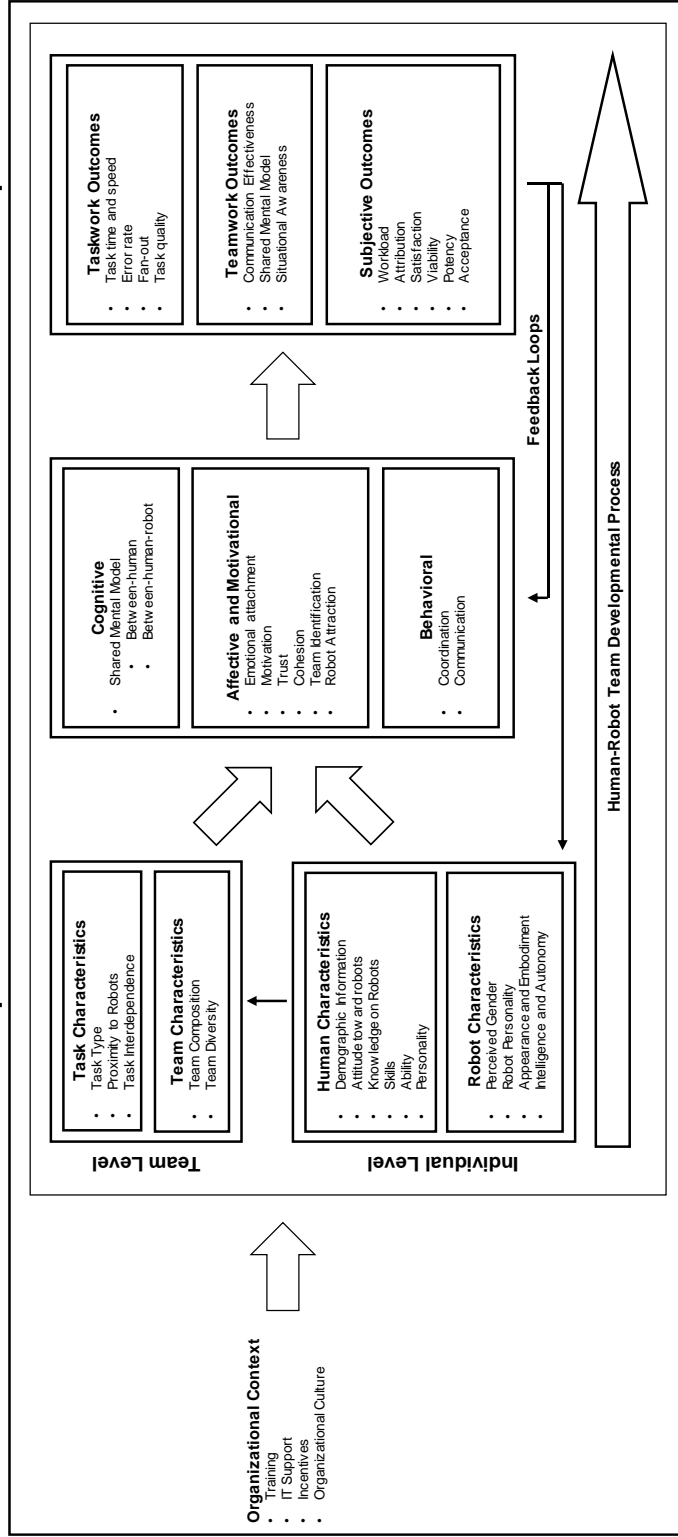 Organizational Context
• Training
• IT Support
• Incentives
• Organizational Culture
Team Level
Task Characteristics
• Task Type
• Proximity to Robots
• Task Interdependence
Team Characteristics
• Team Composition
• Team Diversity
Individual Level
Human Characteristics
• Demographic Information
• Attitude toward robots
• Knowledge on Robots
• Skills
• Ability
• Personality
Robot Characteristics
• Perceived Gender
• Robot Personality
• Appearance and Embodiment
• Intelligence and Autonomy
Cognitive
• Shared Mental Model
• Between-human
• Between-human-robot
Affective and Motivational
• Emotional attachment
• Motivation
• Trust
• Cohesion
• Team Identification
• Robot Attraction
Behavioral
• Coordination
• Communication
Taskwork Outcomes
• Task time and speed
• Error rate
• Fan-out
• Task quality
Teamwork Outcomes
• Communication Effectiveness
• Shared Mental Model
• Situational Awareness
Subjective Outcomes
• Workload
• Attribution
• Satisfaction
• Viability
• Potency
• Acceptance
Feedback Loops
Human-Robot Team Developmental Process